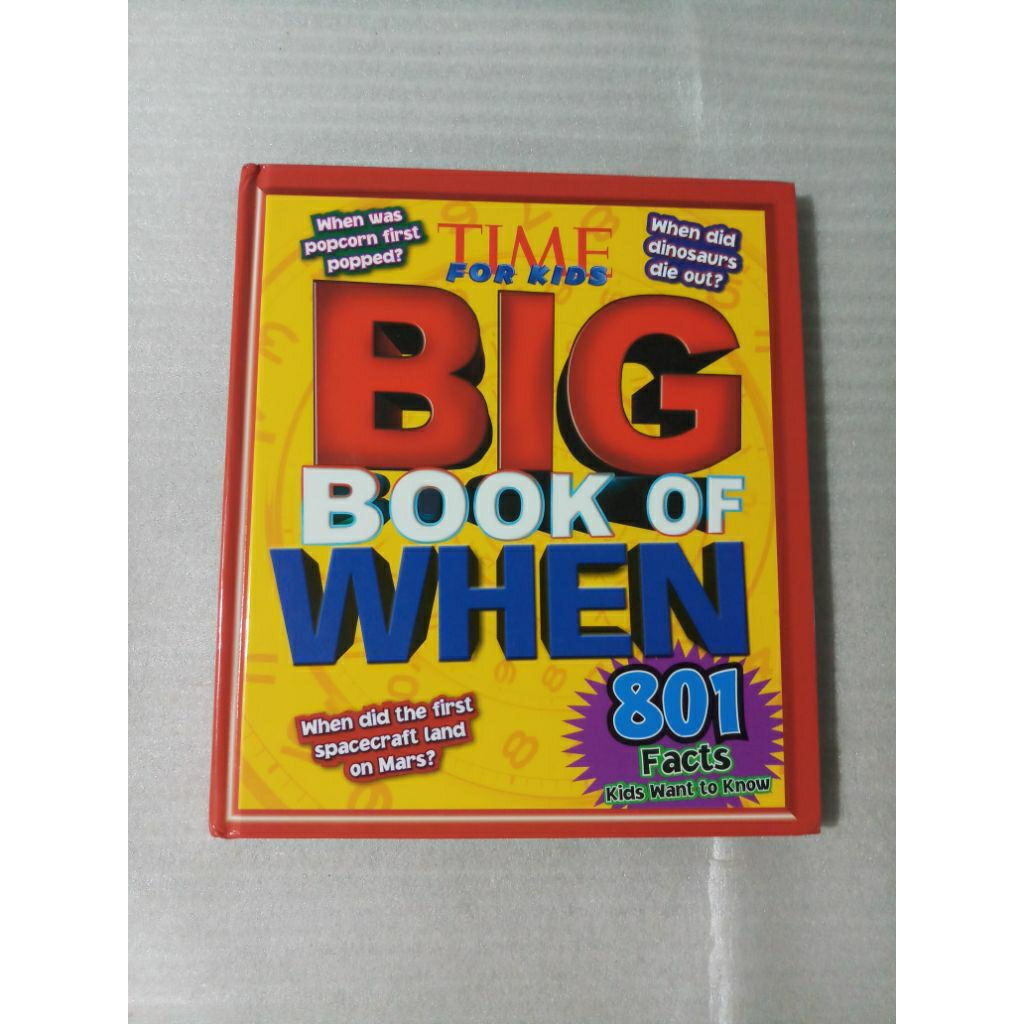 When was
popcorn first
popped?
TIME
FOR KIDS
When did
dinosaurs
die out?
BIG
BOOK OF
WHEN
When did the first
spacecraft land
on Mars?
801
Facts
Kids Want to Know